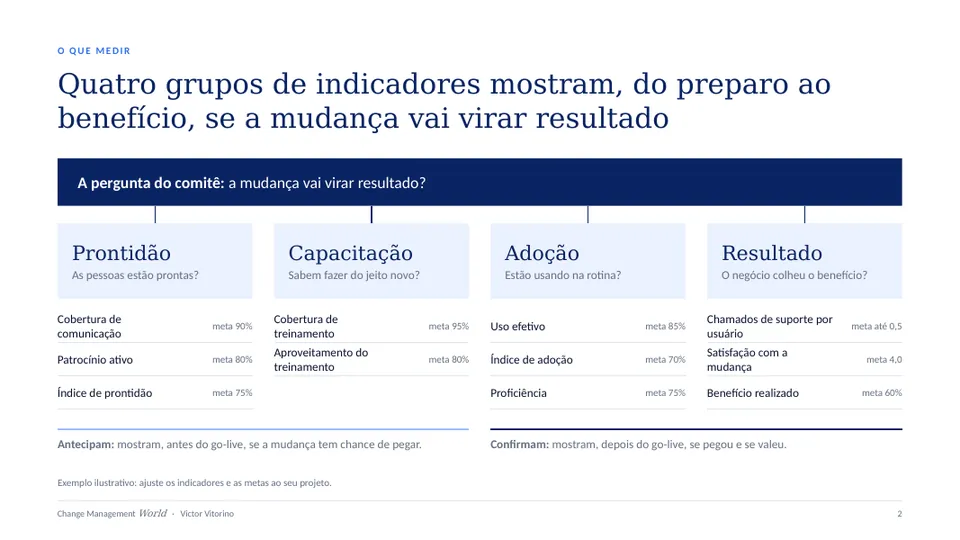 O QUE MEDIR
Quatro grupos de indicadores mostram, do preparo ao
benefício, se a mudança vai virar resultado
A pergunta do comitê: a mudança vai virar resultado?
Prontidão
As pessoas estão prontas?
Cobertura de
comunicação
meta 90%
Patrocínio ativo
meta 80%
Índice de prontidão
meta 75%
Capacitação
Sabem fazer do jeito novo?
Cobertura de
treinamento
meta 95%
Aproveitamento do
treinamento
meta 80%
Adoção
Estão usando na rotina?
Uso efetivo
meta 85%
Índice de adoção
meta 70%
Proficiência
meta 75%
Resultado
O negócio colheu o benefício?
Chamados de suporte por
usuário
meta até 0,5
Satisfação com a
mudança
meta 4,0
Benefício realizado
meta 60%
Antecipam: mostram, antes do go-live, se a mudança tem chance de pegar.
Confirmam: mostram, depois do go-live, se pegou e se valeu.
Exemplo ilustrativo: ajuste os indicadores e as metas ao seu projeto.
Change Management World · Victor Vitorino
2